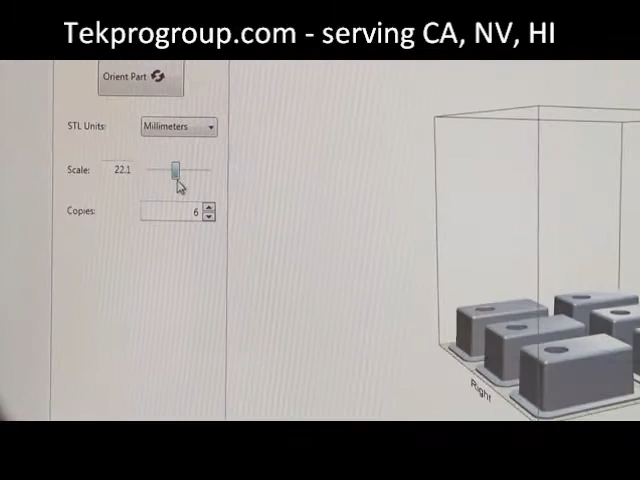 Tekprogroup.com - serving CA, NV, HI
Orient Part
STL Units: Millimeters
Scale: 22.1
Copies: 6
Right